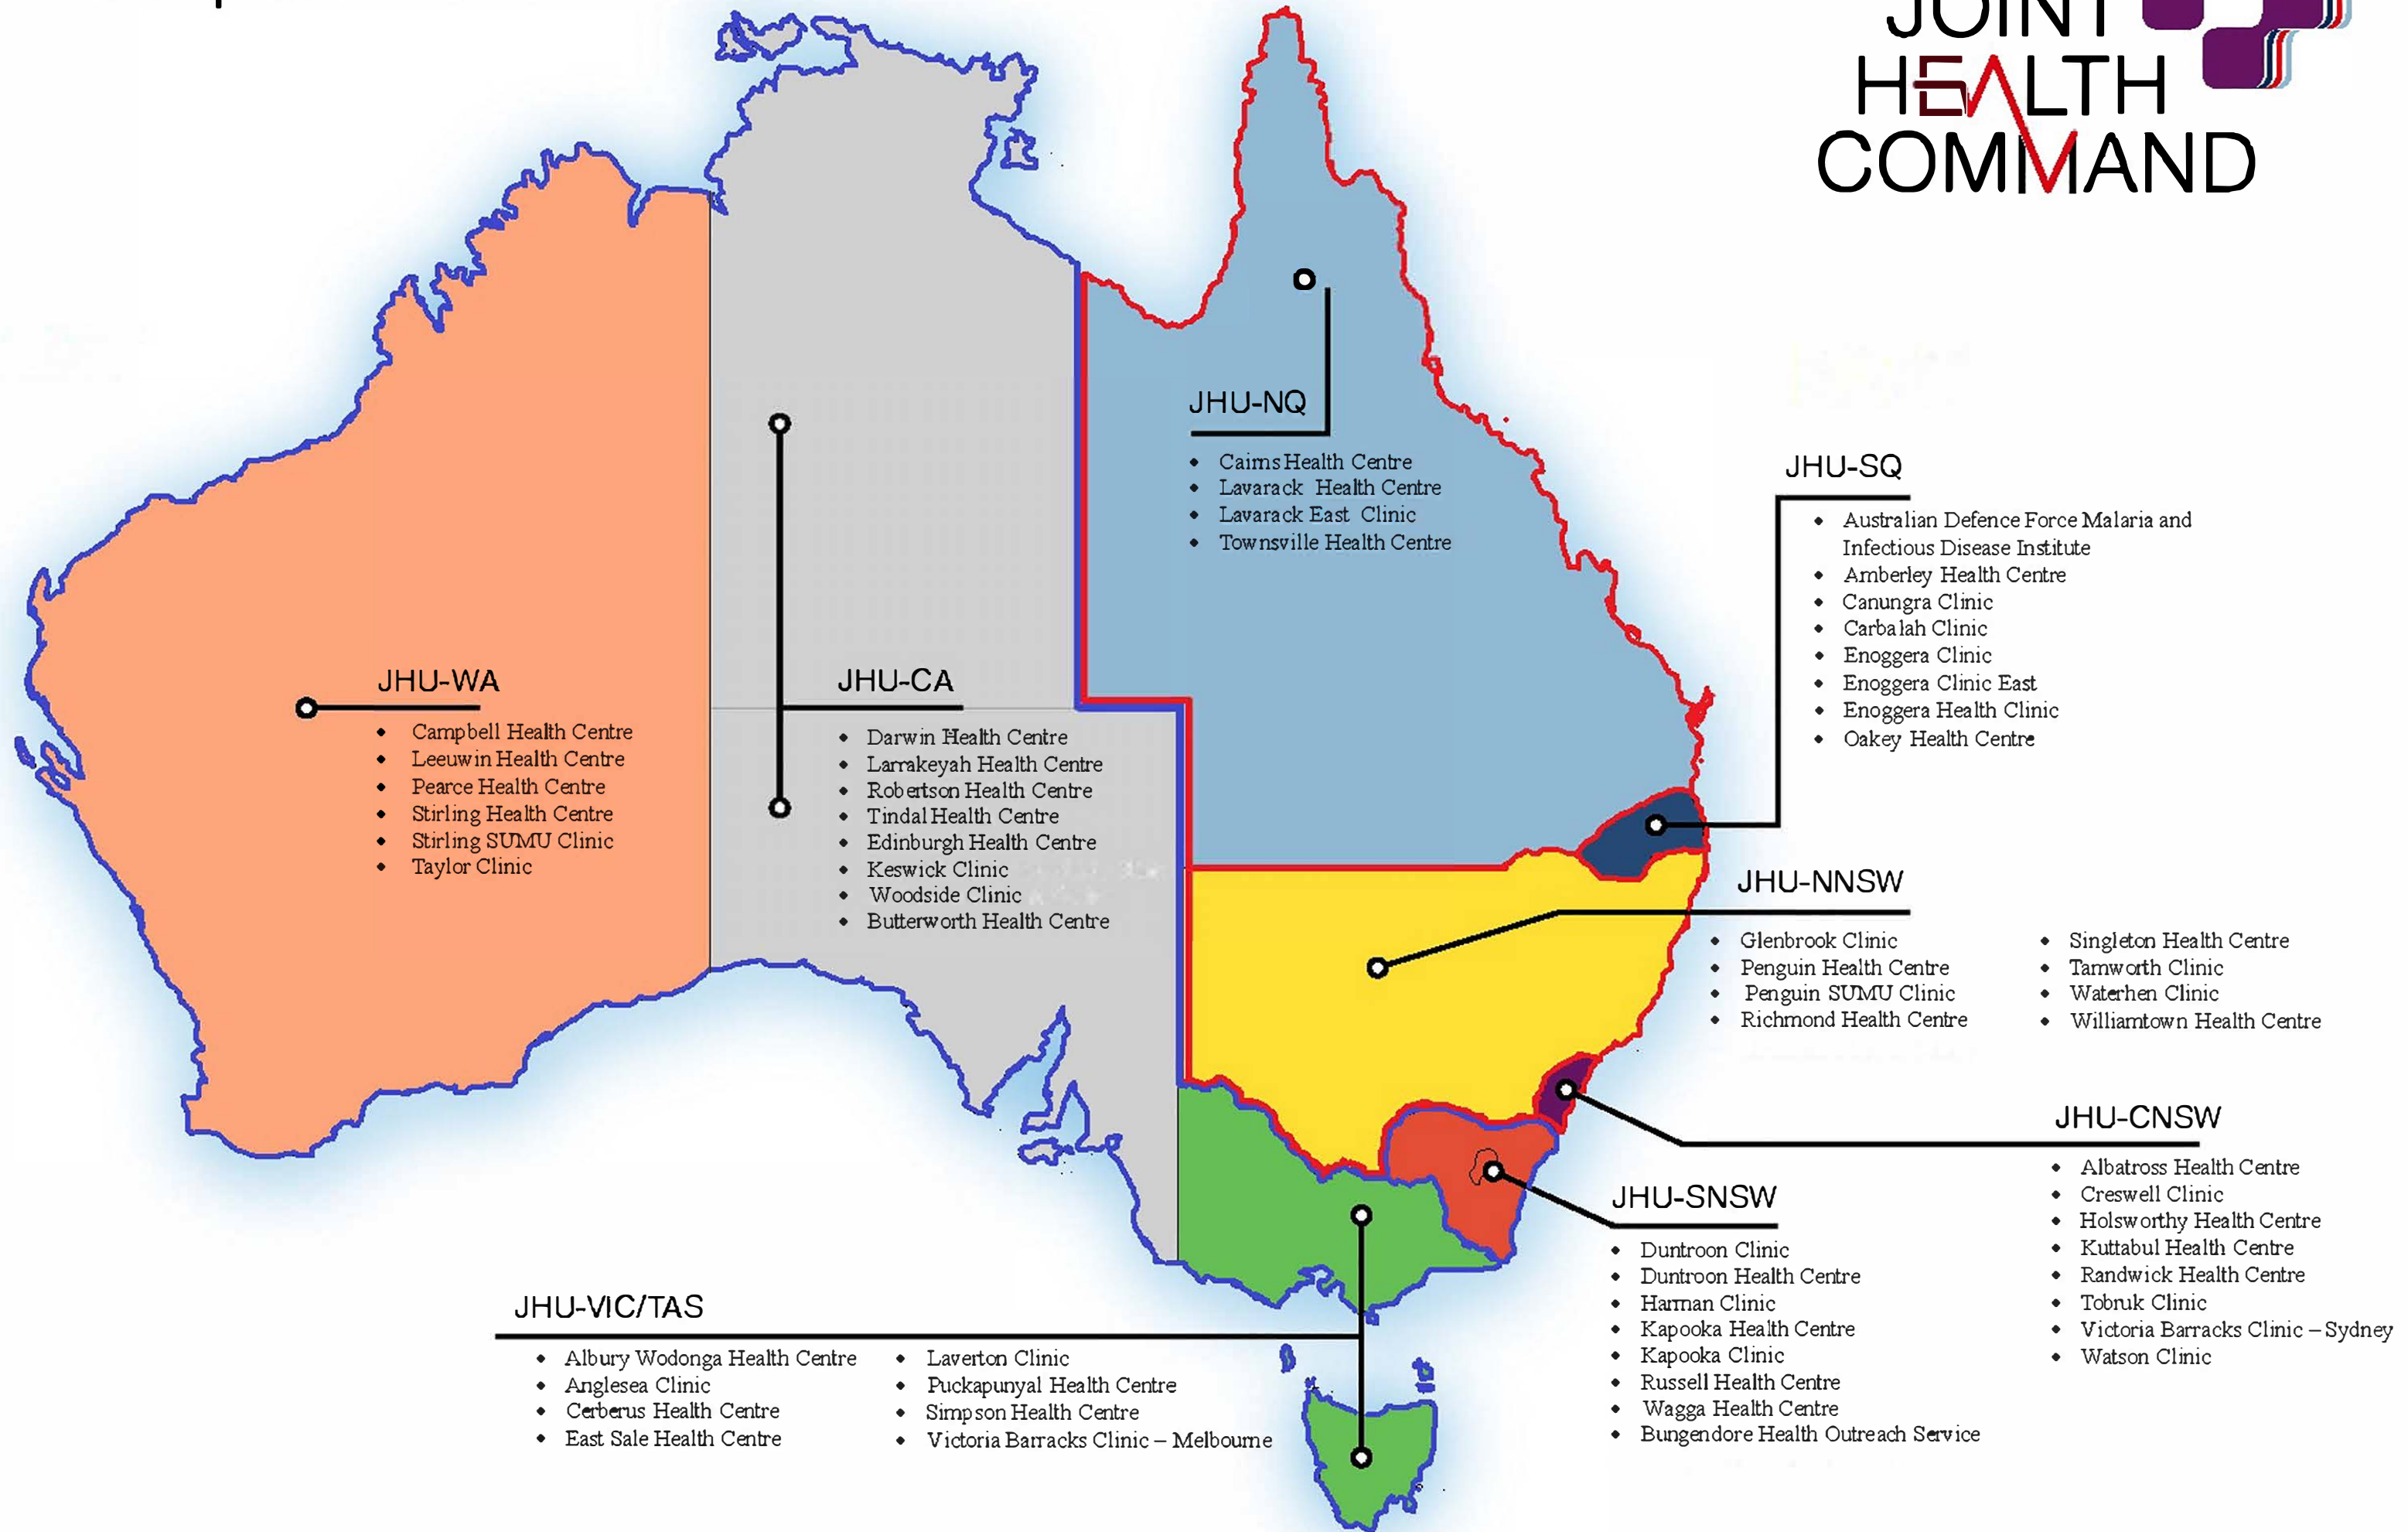 JOINT
HEALTH
COMMAND
JHU-NQ
• Cairns Health Centre
• Lavarack Health Centre
• Lavarack East Clinic
• Townsville Health Centre
JHU-SQ
• Australian Defence Force Malaria and
Infectious Disease Institute
• Amberley Health Centre
• Canungra Clinic
• Carbalah Clinic
• Enoggera Clinic
• Enoggera Clinic East
• Enoggera Health Clinic
• Oakey Health Centre
JHU-WA
• Campbell Health Centre
• Leeuwin Health Centre
• Pearce Health Centre
• Stirling Health Centre
• Stirling SUMU Clinic
• Taylor Clinic
JHU-CA
• Darwin Health Centre
• Larrakeyah Health Centre
• Robertson Health Centre
• Tindal Health Centre
• Edinburgh Health Centre
• Keswick Clinic
• Woodside Clinic
• Butterworth Health Centre
JHU-NNSW
• Glenbrook Clinic
• Penguin Health Centre
• Penguin SUMU Clinic
• Richmond Health Centre
• Singleton Health Centre
• Tamworth Clinic
• Waterhen Clinic
• Williamtown Health Centre
JHU-CNSW
• Albatross Health Centre
• Creswell Clinic
• Holsworthy Health Centre
• Kuttabul Health Centre
• Randwick Health Centre
• Tobruk Clinic
• Victoria Barracks Clinic – Sydney
• Watson Clinic
JHU-SNSW
• Duntroon Clinic
• Duntroon Health Centre
• Harman Clinic
• Kapooka Health Centre
• Kapooka Clinic
• Russell Health Centre
• Wagga Health Centre
• Bungendore Health Outreach Service
JHU-VIC/TAS
• Albury Wodonga Health Centre
• Anglesea Clinic
• Cerberus Health Centre
• East Sale Health Centre
• Laverton Clinic
• Puckapunyal Health Centre
• Simpson Health Centre
• Victoria Barracks Clinic – Melbourne